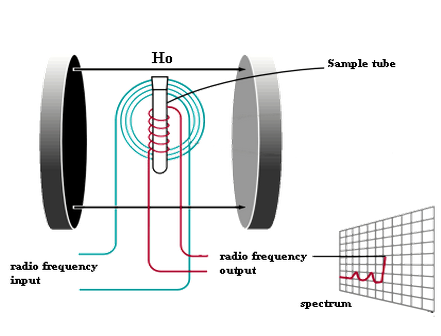 Ho
Sample tube
radio frequency
input
radio frequency
output
spectrum